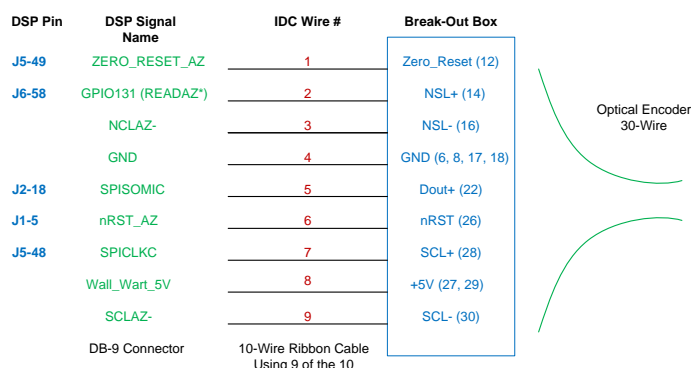 DSP Pin DSP Signal Name IDC Wire # Break-Out Box
J5-49 ZERO_RESET_AZ 1 Zero_Reset (12)
J6-58 GPIO131 (READAZ*) 2 NSL+ (14)
Optical Encoder
30-Wire
NCLAZ- 3 NSL- (16)
GND 4 GND (6, 8, 17, 18)
J2-18 SPISOMIC 5 Dout+ (22)
J1-5 nRST_AZ 6 nRST (26)
J5-48 SPICLKC 7 SCL+ (28)
Wall_Wart_5V 8 +5V (27, 29)
SCLAZ- 9 SCL- (30)
DB-9 Connector 10-Wire Ribbon Cable
Using 9 of the 10